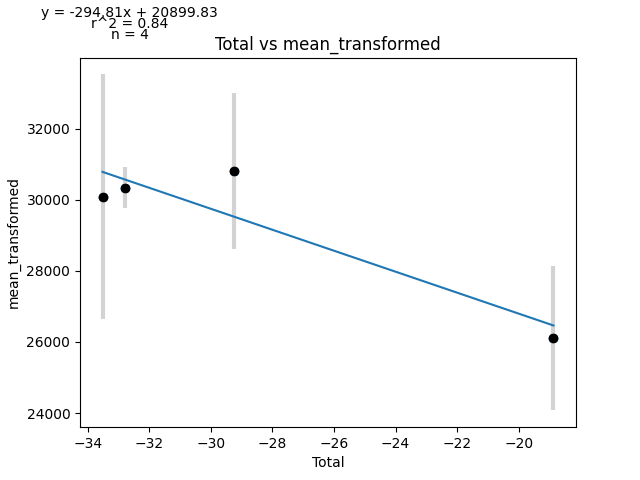 y = -294.81x + 20899.83
r^2 = 0.84
n = 4
Total vs mean_transformed
mean_transformed
32000
30000
28000
26000
24000
−34 −32 −30 −28 −26 −24 −22 −20
Total